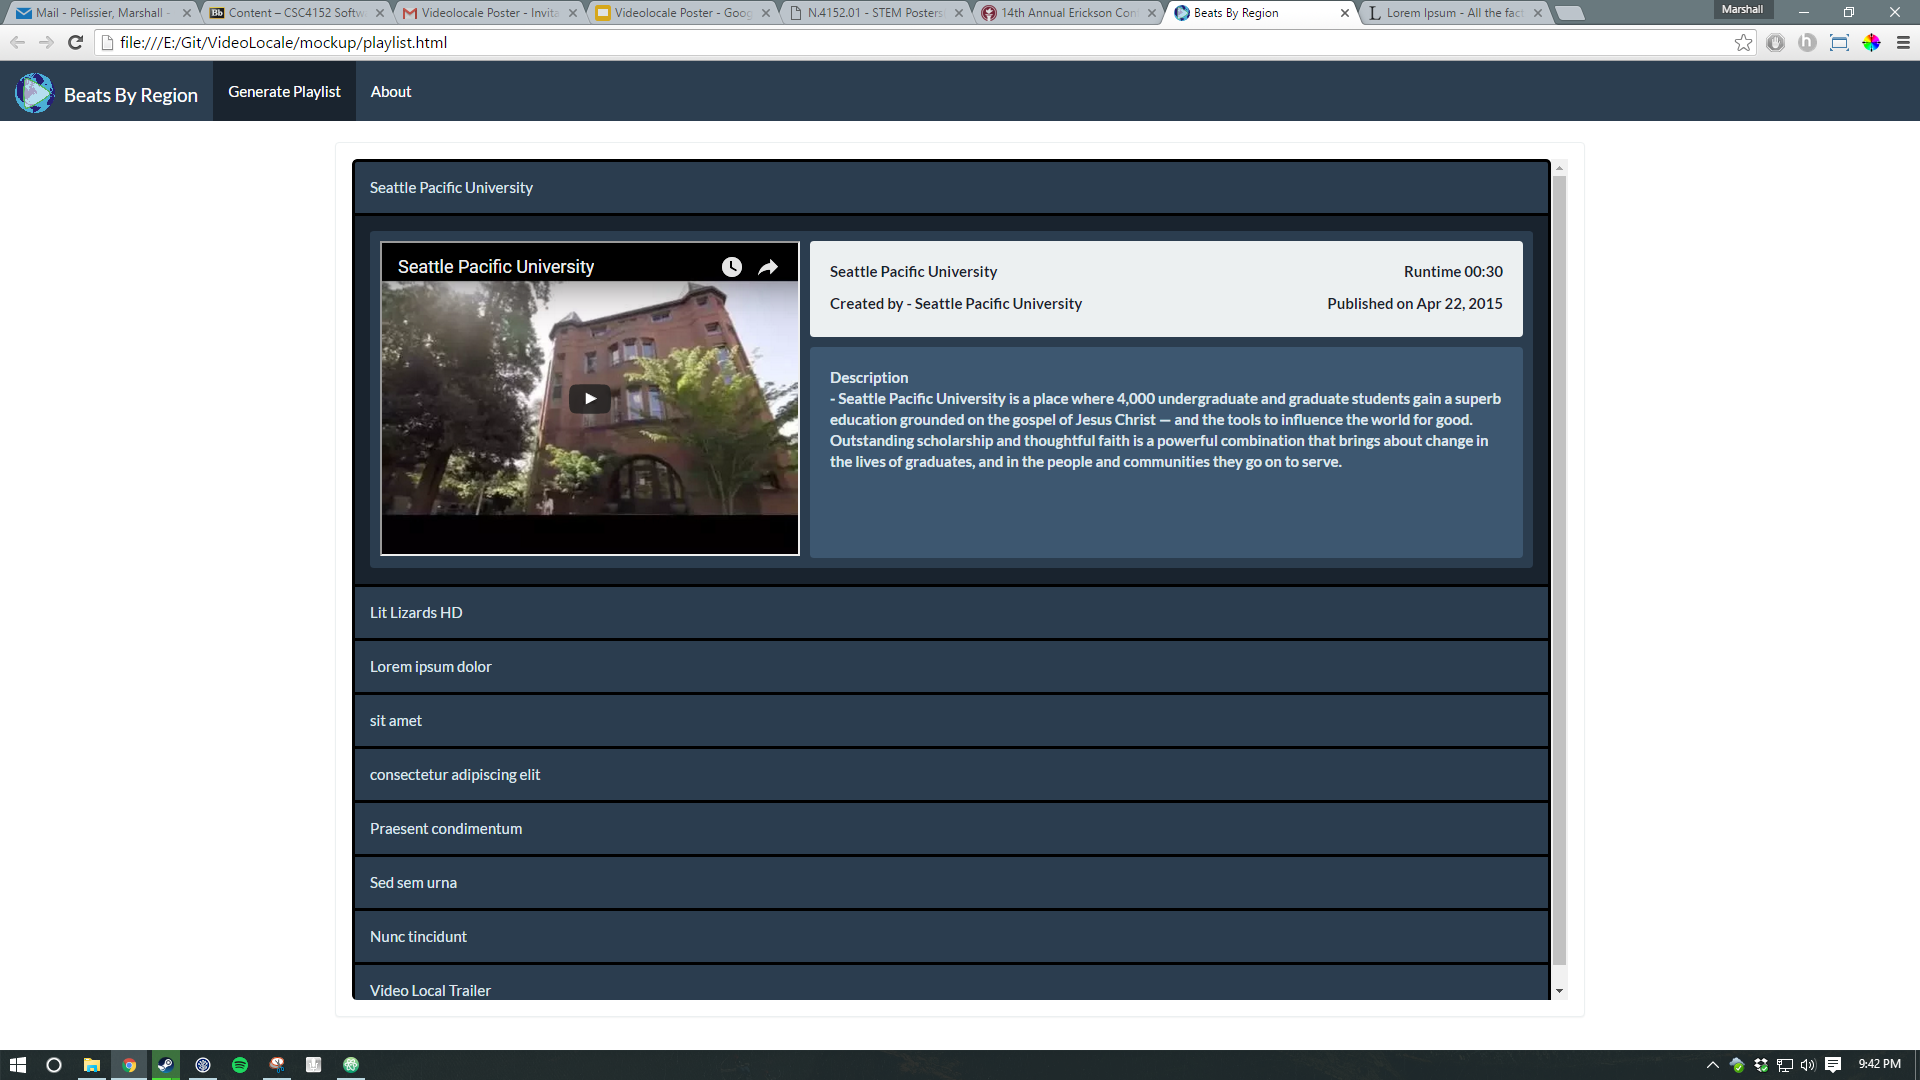 Mail - Pelissier, Marshall -
Content – CSC4152 Softw
Videolocale Poster - Invita
Videolocale Poster - Goog
N.4152.01 - STEM Posters
14th Annual Erickson Con
Beats By Region
Lorem Ipsum - All the fact
Marshall
file:///E:/Git/VideoLocale/mockup/playlist.html
Beats By Region
Generate Playlist
About
Seattle Pacific University
Seattle Pacific University
Seattle Pacific University
Runtime 00:30
Created by - Seattle Pacific University
Published on Apr 22, 2015
Description
- Seattle Pacific University is a place where 4,000 undergraduate and graduate students gain a superb
education grounded on the gospel of Jesus Christ — and the tools to influence the world for good.
Outstanding scholarship and thoughtful faith is a powerful combination that brings about change in
the lives of graduates, and in the people and communities they go on to serve.
Lit Lizards HD
Lorem ipsum dolor
sit amet
consectetur adipiscing elit
Praesent condimentum
Sed sem urna
Nunc tincidunt
Video Local Trailer
9:42 PM